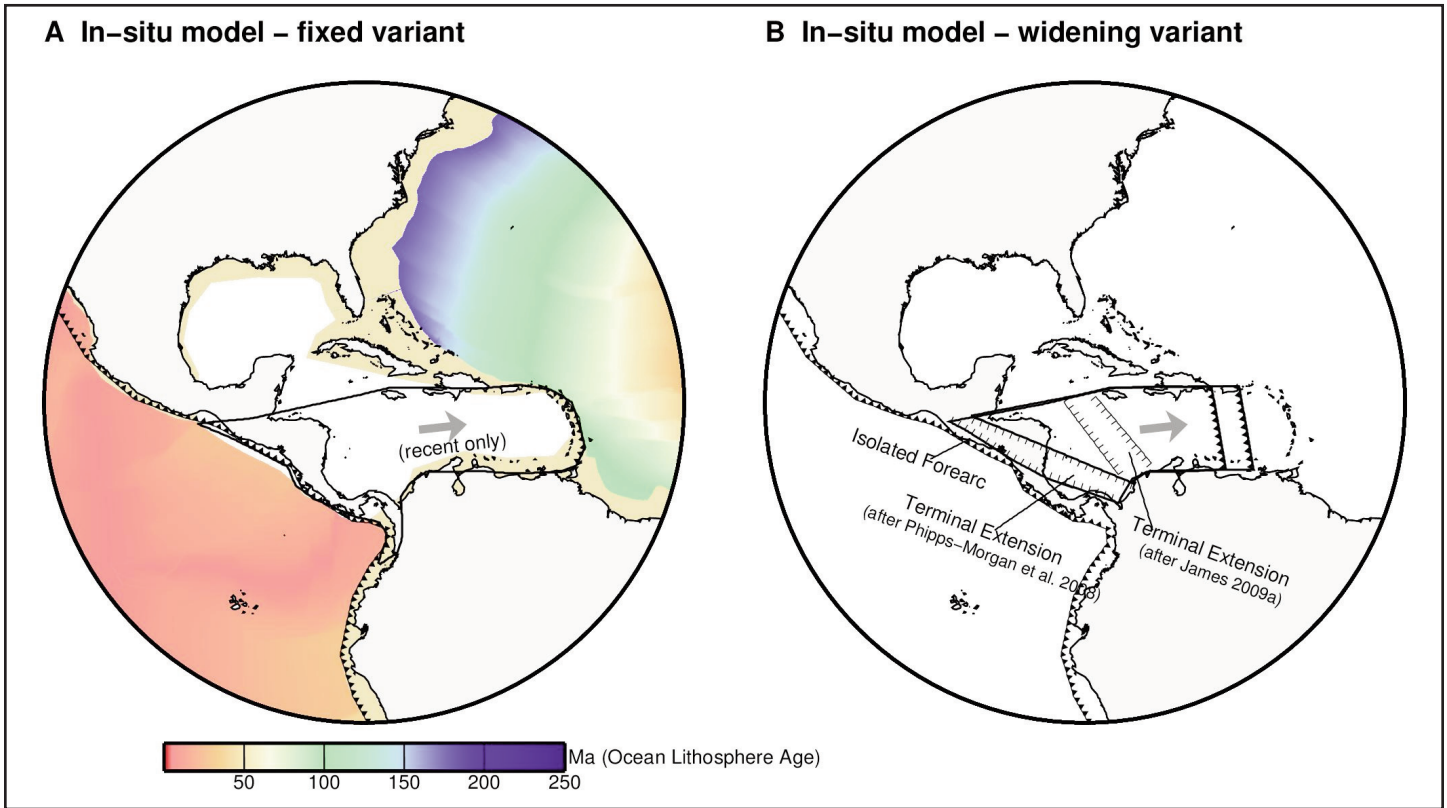 A In−situ model − fixed variant
B In−situ model − widening variant
(recent only)
Isolated Forearc
Terminal Extension
(after Phipps−Morgan et al. 2008)
Terminal Extension
(after James 2009a)
Ma (Ocean Lithosphere Age)
50 100 150 200 250